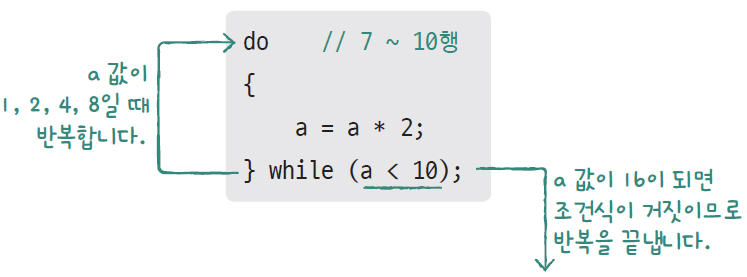 do // 7 ~ 10행
{
a = a * 2;
} while (a < 10);
a 값이
1, 2, 4, 8일 때
반복합니다.
a 값이 16이 되면
조건식이 거짓이므로
반복을 끝냅니다.